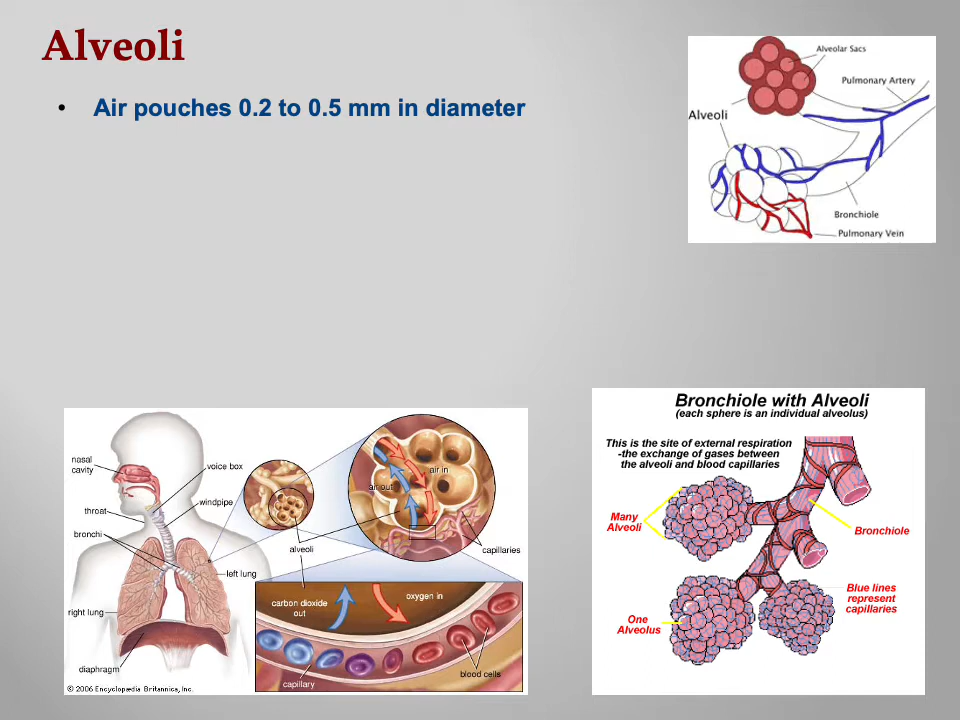 Alveoli
• Air pouches 0.2 to 0.5 mm in diameter
Alveolar Sacs
Pulmonary Artery
Alveoli
Bronchiole
Pulmonary Vein
nasal
cavity
voice box
throat
windpipe
bronchi
left lung
right lung
diaphragm
alveoli
air in
air out
capillaries
carbon dioxide
out
oxygen in
capillary
blood cells
© 2006 Encyclopædia Britannica, Inc.
Bronchiole with Alveoli
(each sphere is an individual alveolus)
This is the site of external respiration
-the exchange of gases between
the alveoli and blood capillaries
Many
Alveoli
Bronchiole
Blue lines
represent
capillaries
One
Alveolus